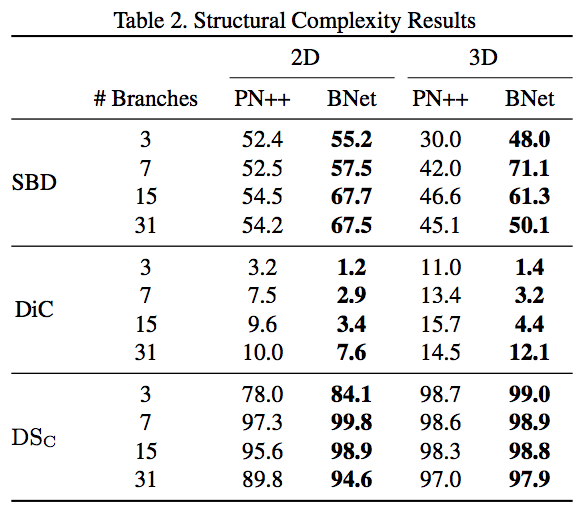 Table 2. Structural Complexity Results
2D 3D
# Branches PN++ BNet PN++ BNet
SBD
3 52.4 55.2 30.0 48.0
7 52.5 57.5 42.0 71.1
15 54.5 67.7 46.6 61.3
31 54.2 67.5 45.1 50.1
DiC
3 3.2 1.2 11.0 1.4
7 7.5 2.9 13.4 3.2
15 9.6 3.4 15.7 4.4
31 10.0 7.6 14.5 12.1
DSC
3 78.0 84.1 98.7 99.0
7 97.3 99.8 98.6 98.9
15 95.6 98.9 98.3 98.8
31 89.8 94.6 97.0 97.9